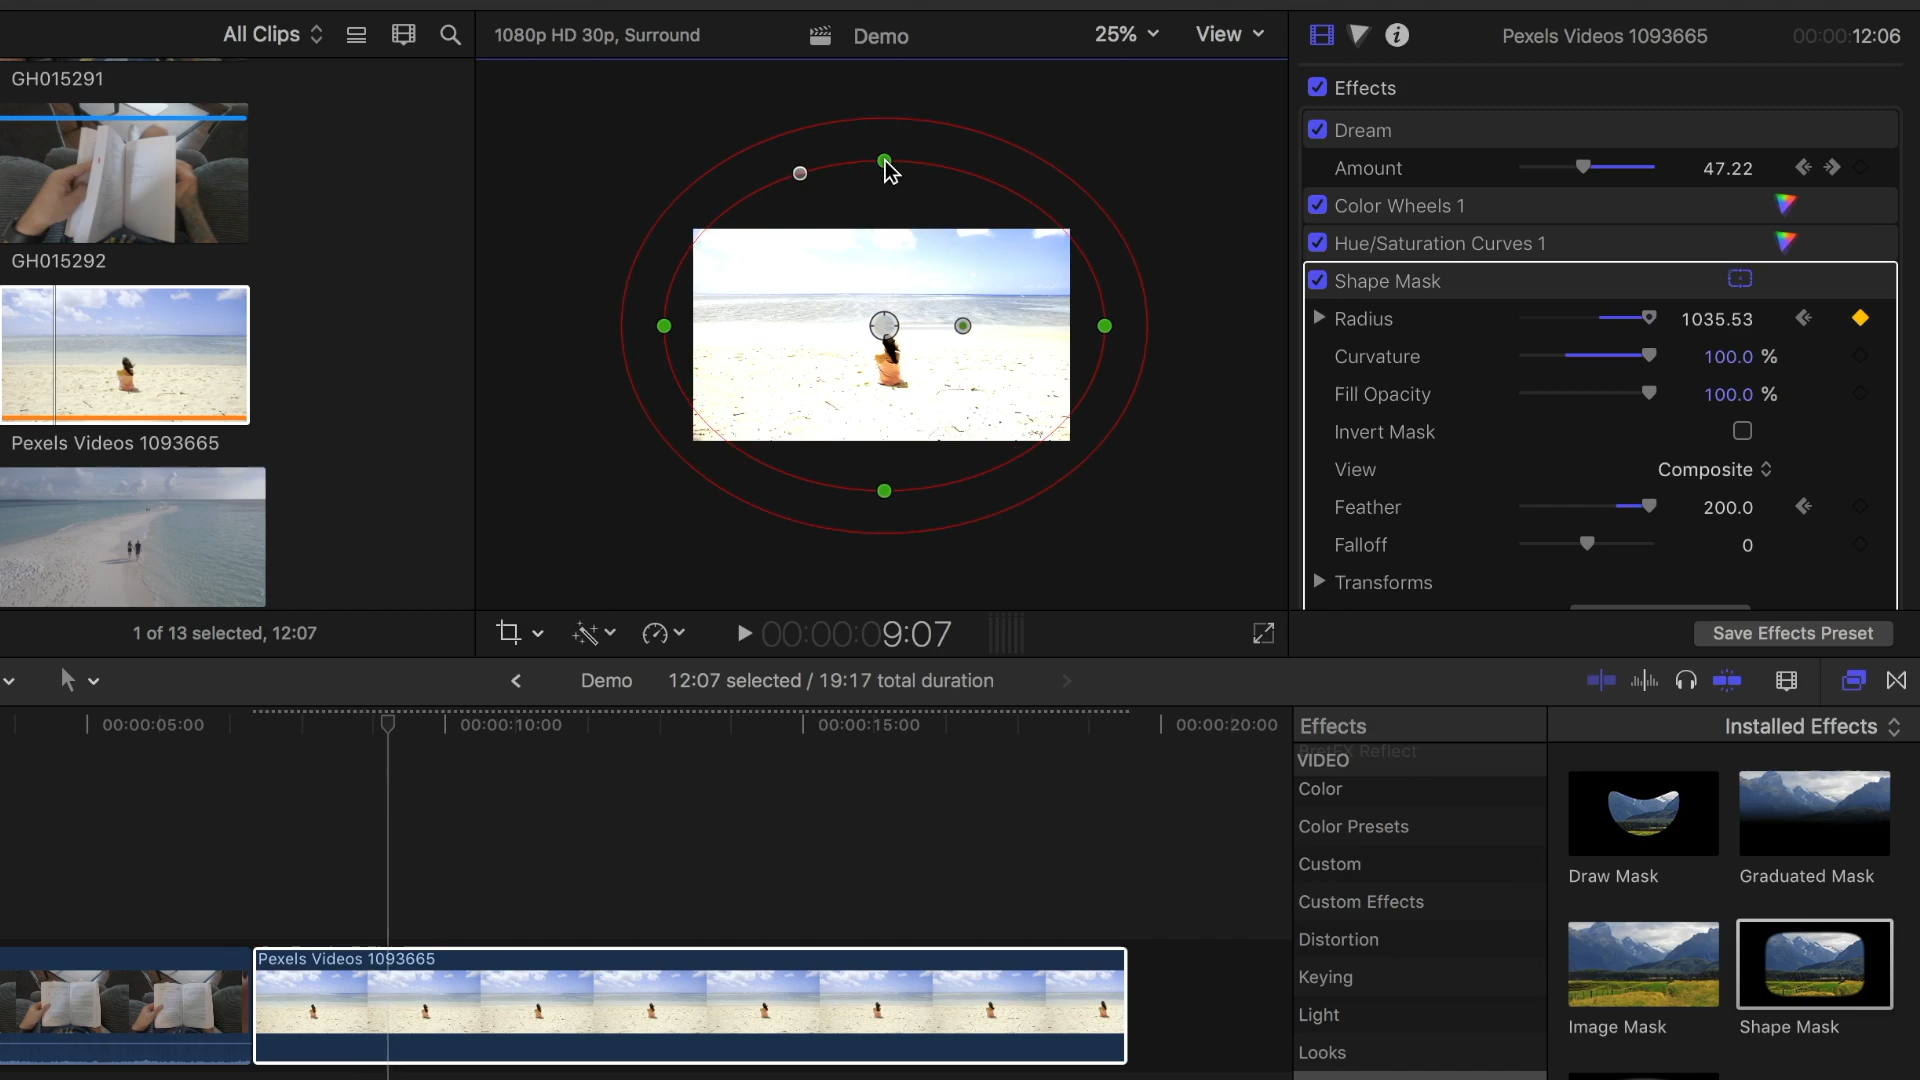 All Clips
1080p HD 30p, Surround
Demo
25%
View
Pexels Videos 1093665
00:00:12:06
GH015291
GH015292
Pexels Videos 1093665
1 of 13 selected, 12:07
Effects
Dream
Amount 47.22
Color Wheels 1
Hue/Saturation Curves 1
Shape Mask
Radius 1035.53
Curvature 100.0 %
Fill Opacity 100.0 %
Invert Mask
View Composite
Feather 200.0
Falloff 0
Transforms
00:00:09:07
Save Effects Preset
Demo
12:07 selected / 19:17 total duration
00:00:05:00
00:00:10:00
00:00:15:00
00:00:20:00
Pexels Videos 1093665
Effects
Installed Effects
VIDEO
Color
Color Presets
Custom
Custom Effects
Distortion
Keying
Light
Looks
Draw Mask
Graduated Mask
Image Mask
Shape Mask